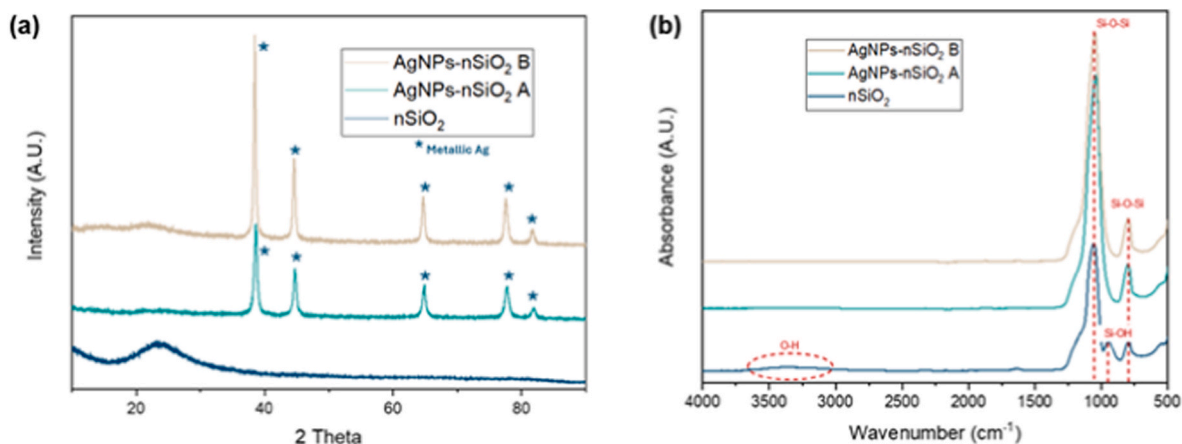 (a)
AgNPs-nSiO₂ B
AgNPs-nSiO₂ A
nSiO₂
* Metallic Ag
Intensity (A.U.)
20 40 60 80
2 Theta
(b)
Si-O-Si
AgNPs-nSiO₂ B
AgNPs-nSiO₂ A
nSiO₂
Si-O-Si
Si-OH
O-H
Absorbance (A.U.)
4000 3500 3000 2500 2000 1500 1000 500
Wavenumber (cm⁻¹)